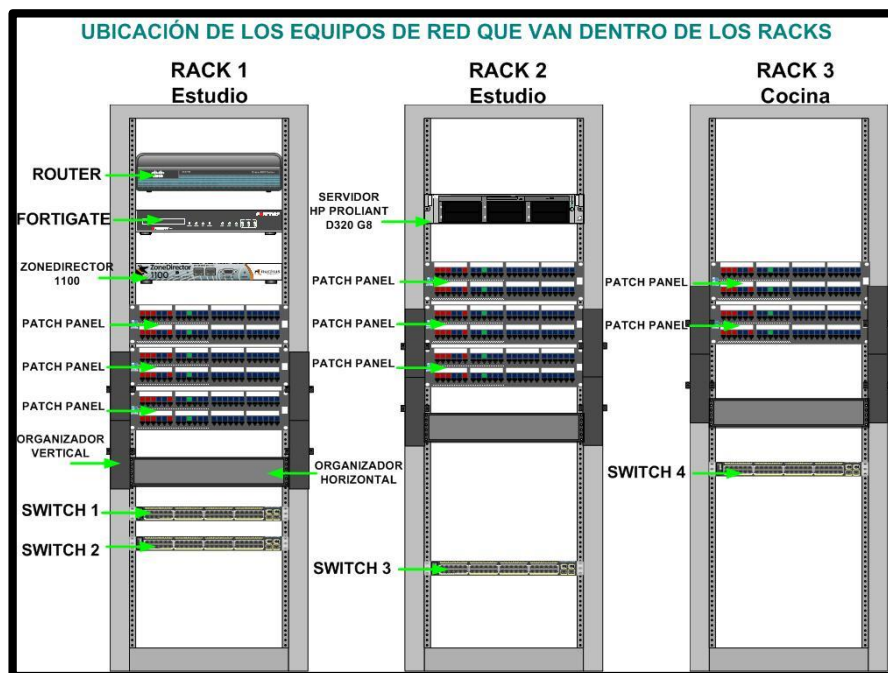 UBICACIÓN DE LOS EQUIPOS DE RED QUE VAN DENTRO DE LOS RACKS
RACK 1
Estudio
ROUTER
FORTIGATE
ZONEDIRECTOR
1100
ZoneDirector
1100
PATCH PANEL
PATCH PANEL
PATCH PANEL
ORGANIZADOR
VERTICAL
ORGANIZADOR
HORIZONTAL
SWITCH 1
SWITCH 2
RACK 2
Estudio
SERVIDOR
HP PROLIANT
D320 G8
PATCH PANEL
PATCH PANEL
PATCH PANEL
SWITCH 3
RACK 3
Cocina
PATCH PANEL
PATCH PANEL
SWITCH 4